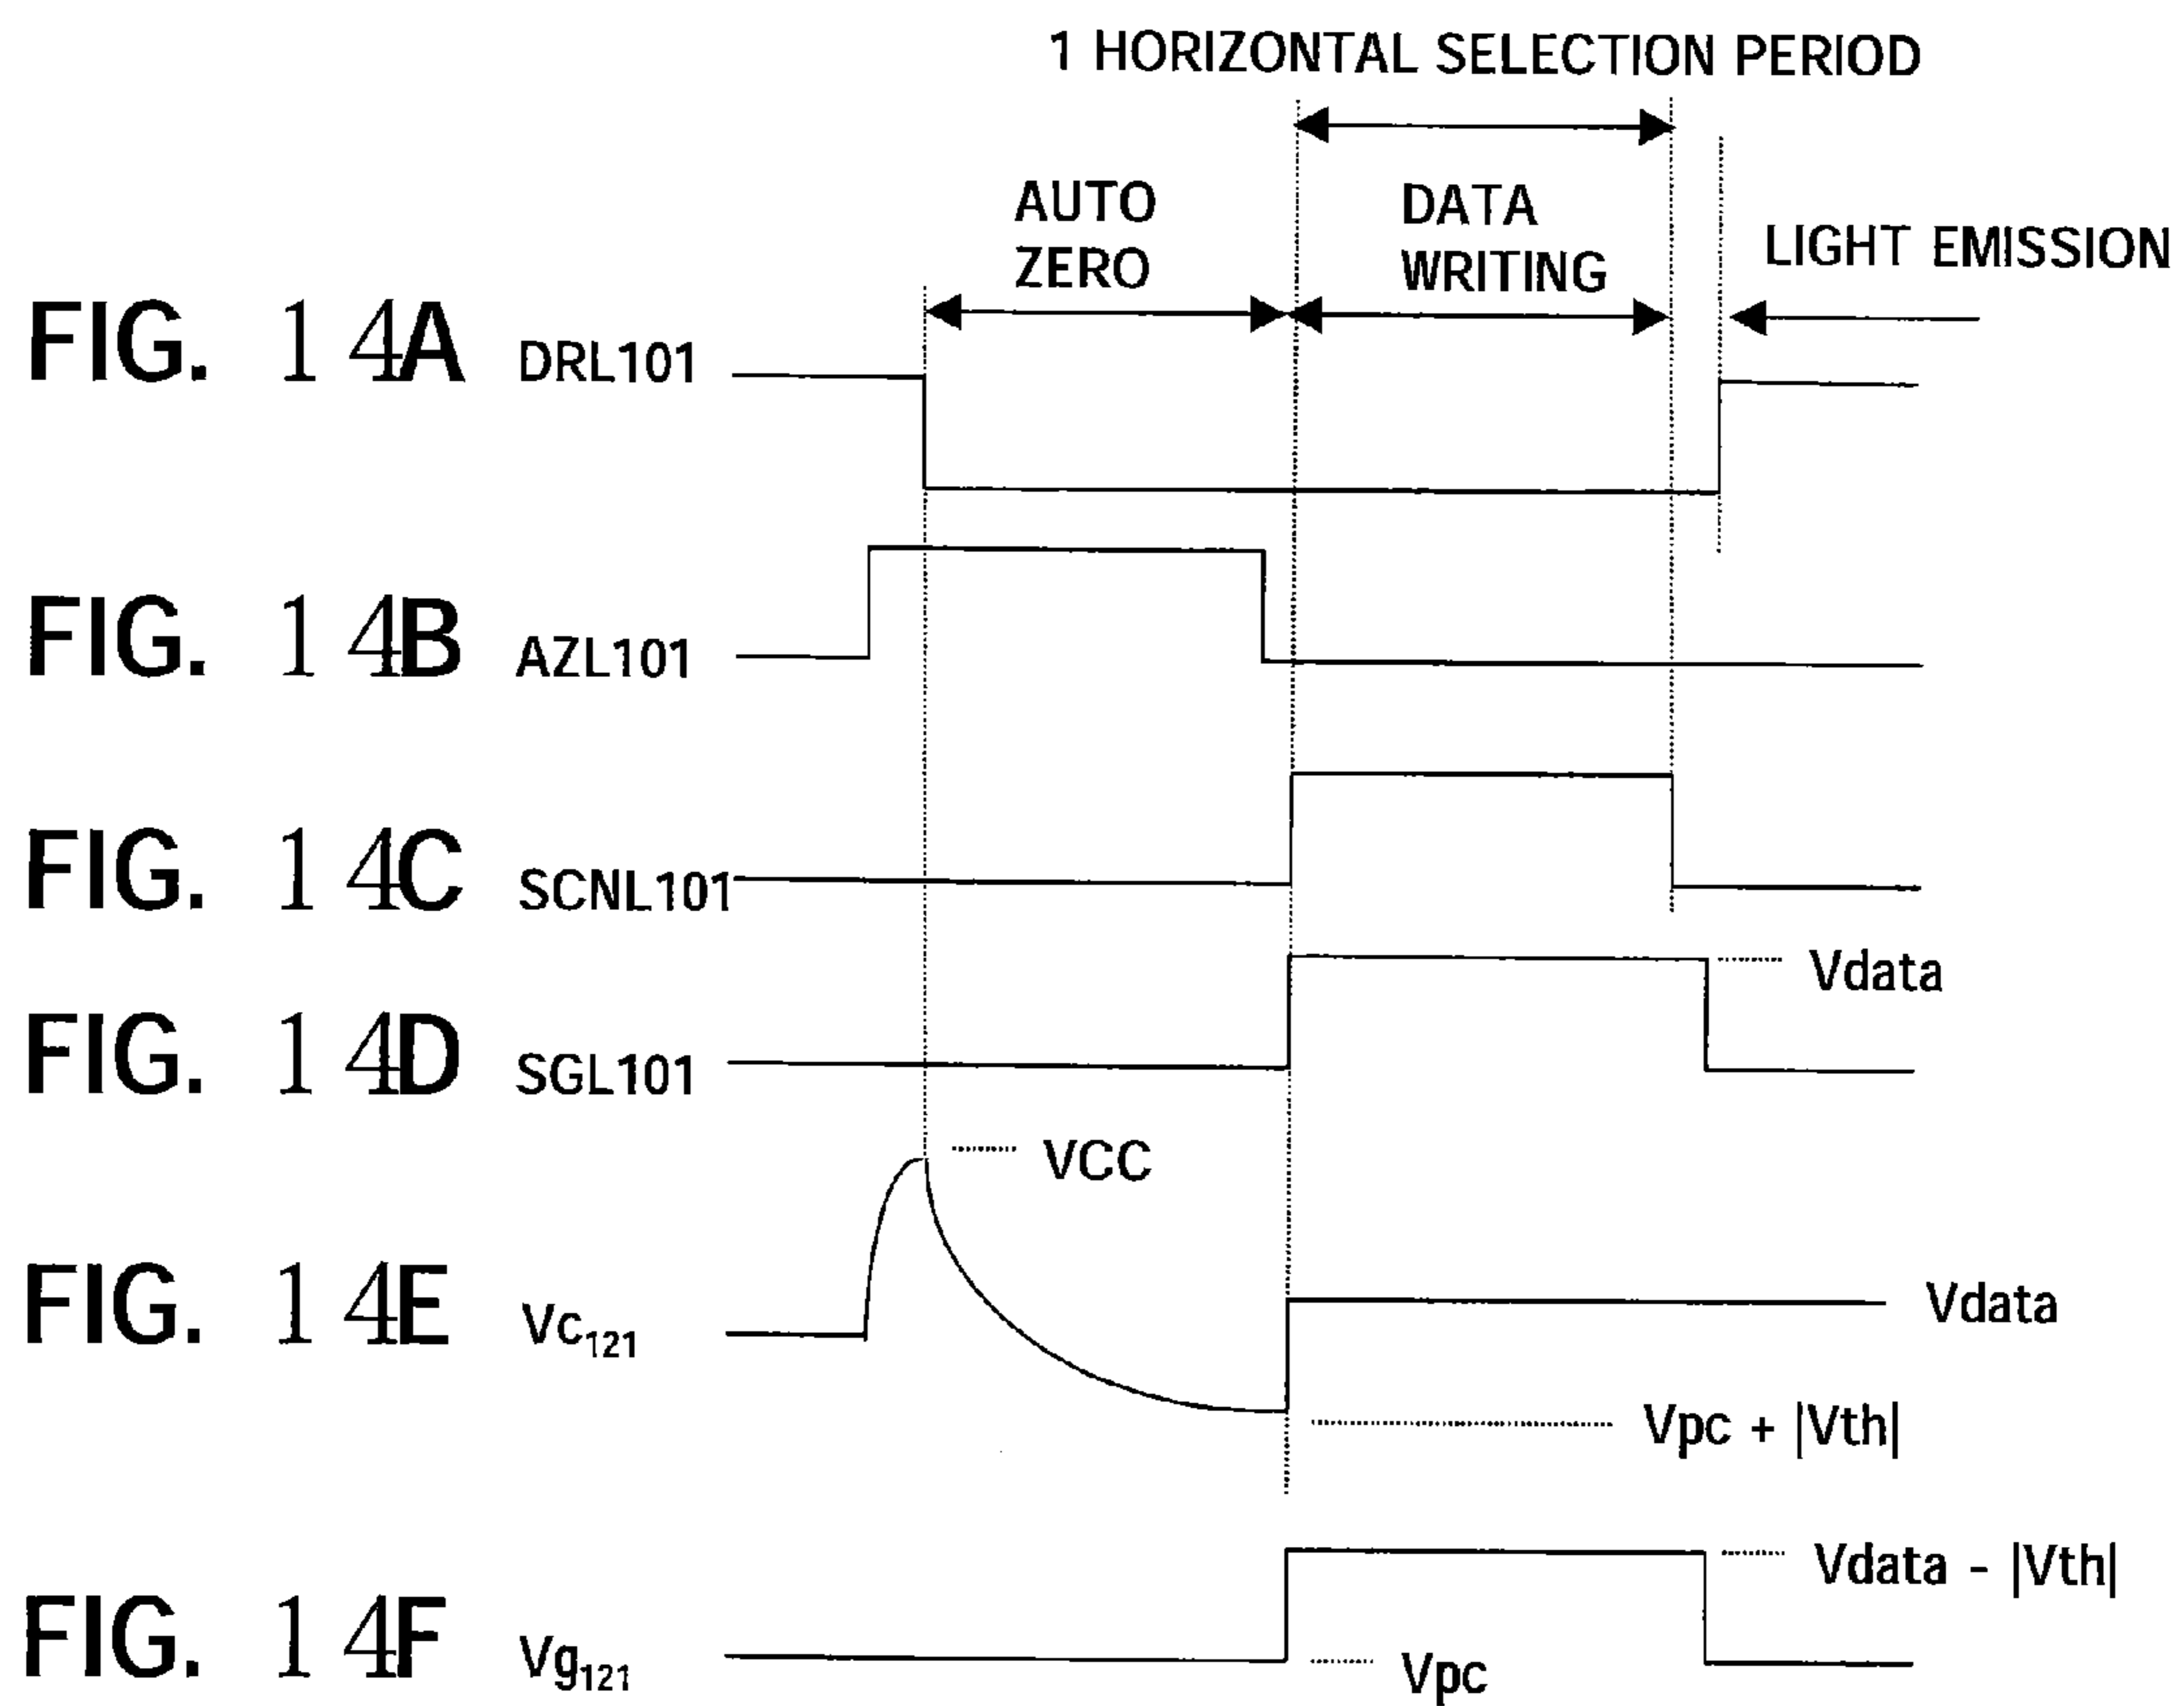 1 HORIZONTAL SELECTION PERIOD
AUTO
ZERO
DATA
WRITING
LIGHT EMISSION
FIG. 14A DRL101
FIG. 14B AZL101
FIG. 14C SCNL101
Vdata
FIG. 14D SGL101
VCC
FIG. 14E Vc121
Vdata
Vpc + |Vth|
Vdata - |Vth|
FIG. 14F Vg121
Vpc